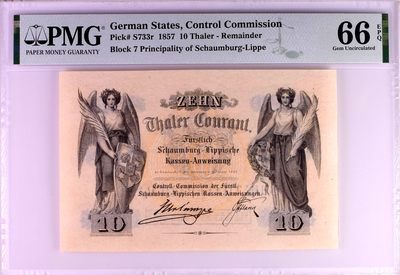 PMG
PAPER MONEY GUARANTY
German States, Control Commission
Pick# S733r 1857 10 Thaler - Remainder
Block 7 Principality of Schaumburg-Lippe
66 EPQ
Gem Uncirculated
ZEHN
Thaler Courant.
Fürstlich
Schaumburg-Lippische
Kassen-Anweisung
Controll-Commission der Fürstl.
Schaumburg-Lippischen Kassen-Anweisungen.
10 10